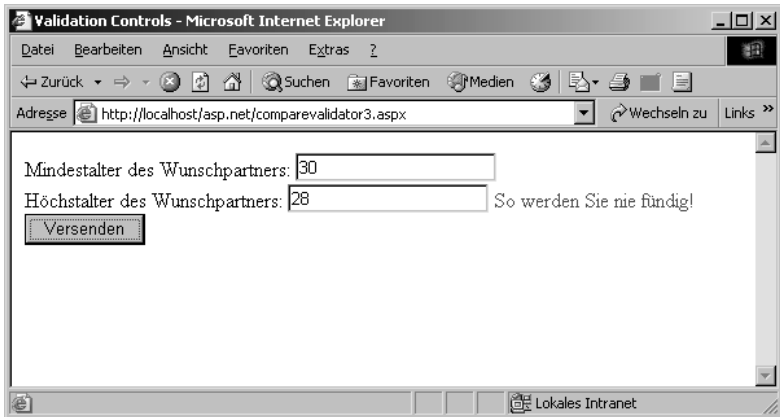 Validation Controls - Microsoft Internet Explorer
Datei Bearbeiten Ansicht Favoriten Extras ?
Zurück Suchen Favoriten Medien
Adresse http://localhost/asp.net/comparevalidator3.aspx Wechseln zu Links »
Mindestalter des Wunschpartners: 30
Höchstalter des Wunschpartners: 28 So werden Sie nie fündig!
Versenden
Lokales Intranet